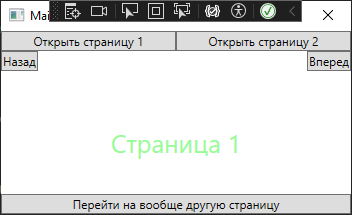 Mai
Открыть страницу 1 Открыть страницу 2
Назад Вперед
Страница 1
Перейти на вообще другую страницу